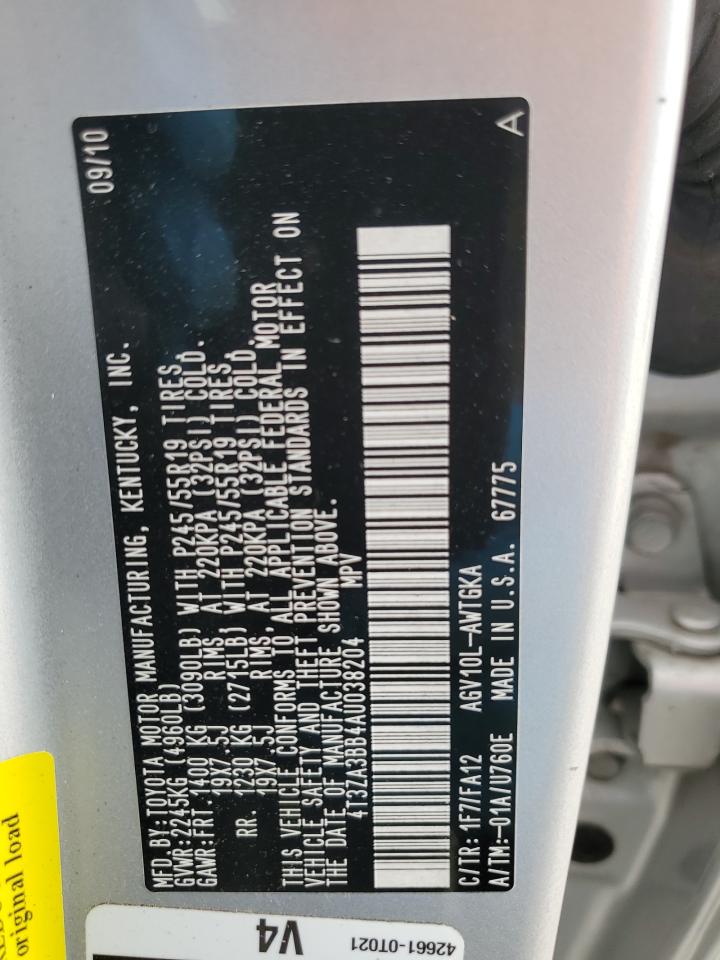 MFD. BY: TOYOTA MOTOR MANUFACTURING, KENTUCKY, INC. 09/10
GVWR: 2245KG (4960LB)
GAWR: FRT. 1400 KG (3090LB) WITH P245/55R19 TIRES,
19X7.5J RIMS, AT 220KPA (32PSI) COLD.
RR. 1230 KG (2715LB) WITH P245/55R19 TIRES,
19X7.5J RIMS, AT 220KPA (32PSI) COLD.
THIS VEHICLE CONFORMS TO ALL APPLICABLE FEDERAL MOTOR
VEHICLE SAFETY AND THEFT PREVENTION STANDARDS IN EFFECT ON
THE DATE OF MANUFACTURE SHOWN ABOVE.
4T3ZA3BB4AU038204 MPV
C/TR: 1F7/FA12 AGV10L-AWTGKA
A/TM: -01A/U760E MADE IN U.S.A. 67775 A
original load
V4
42661-0T021